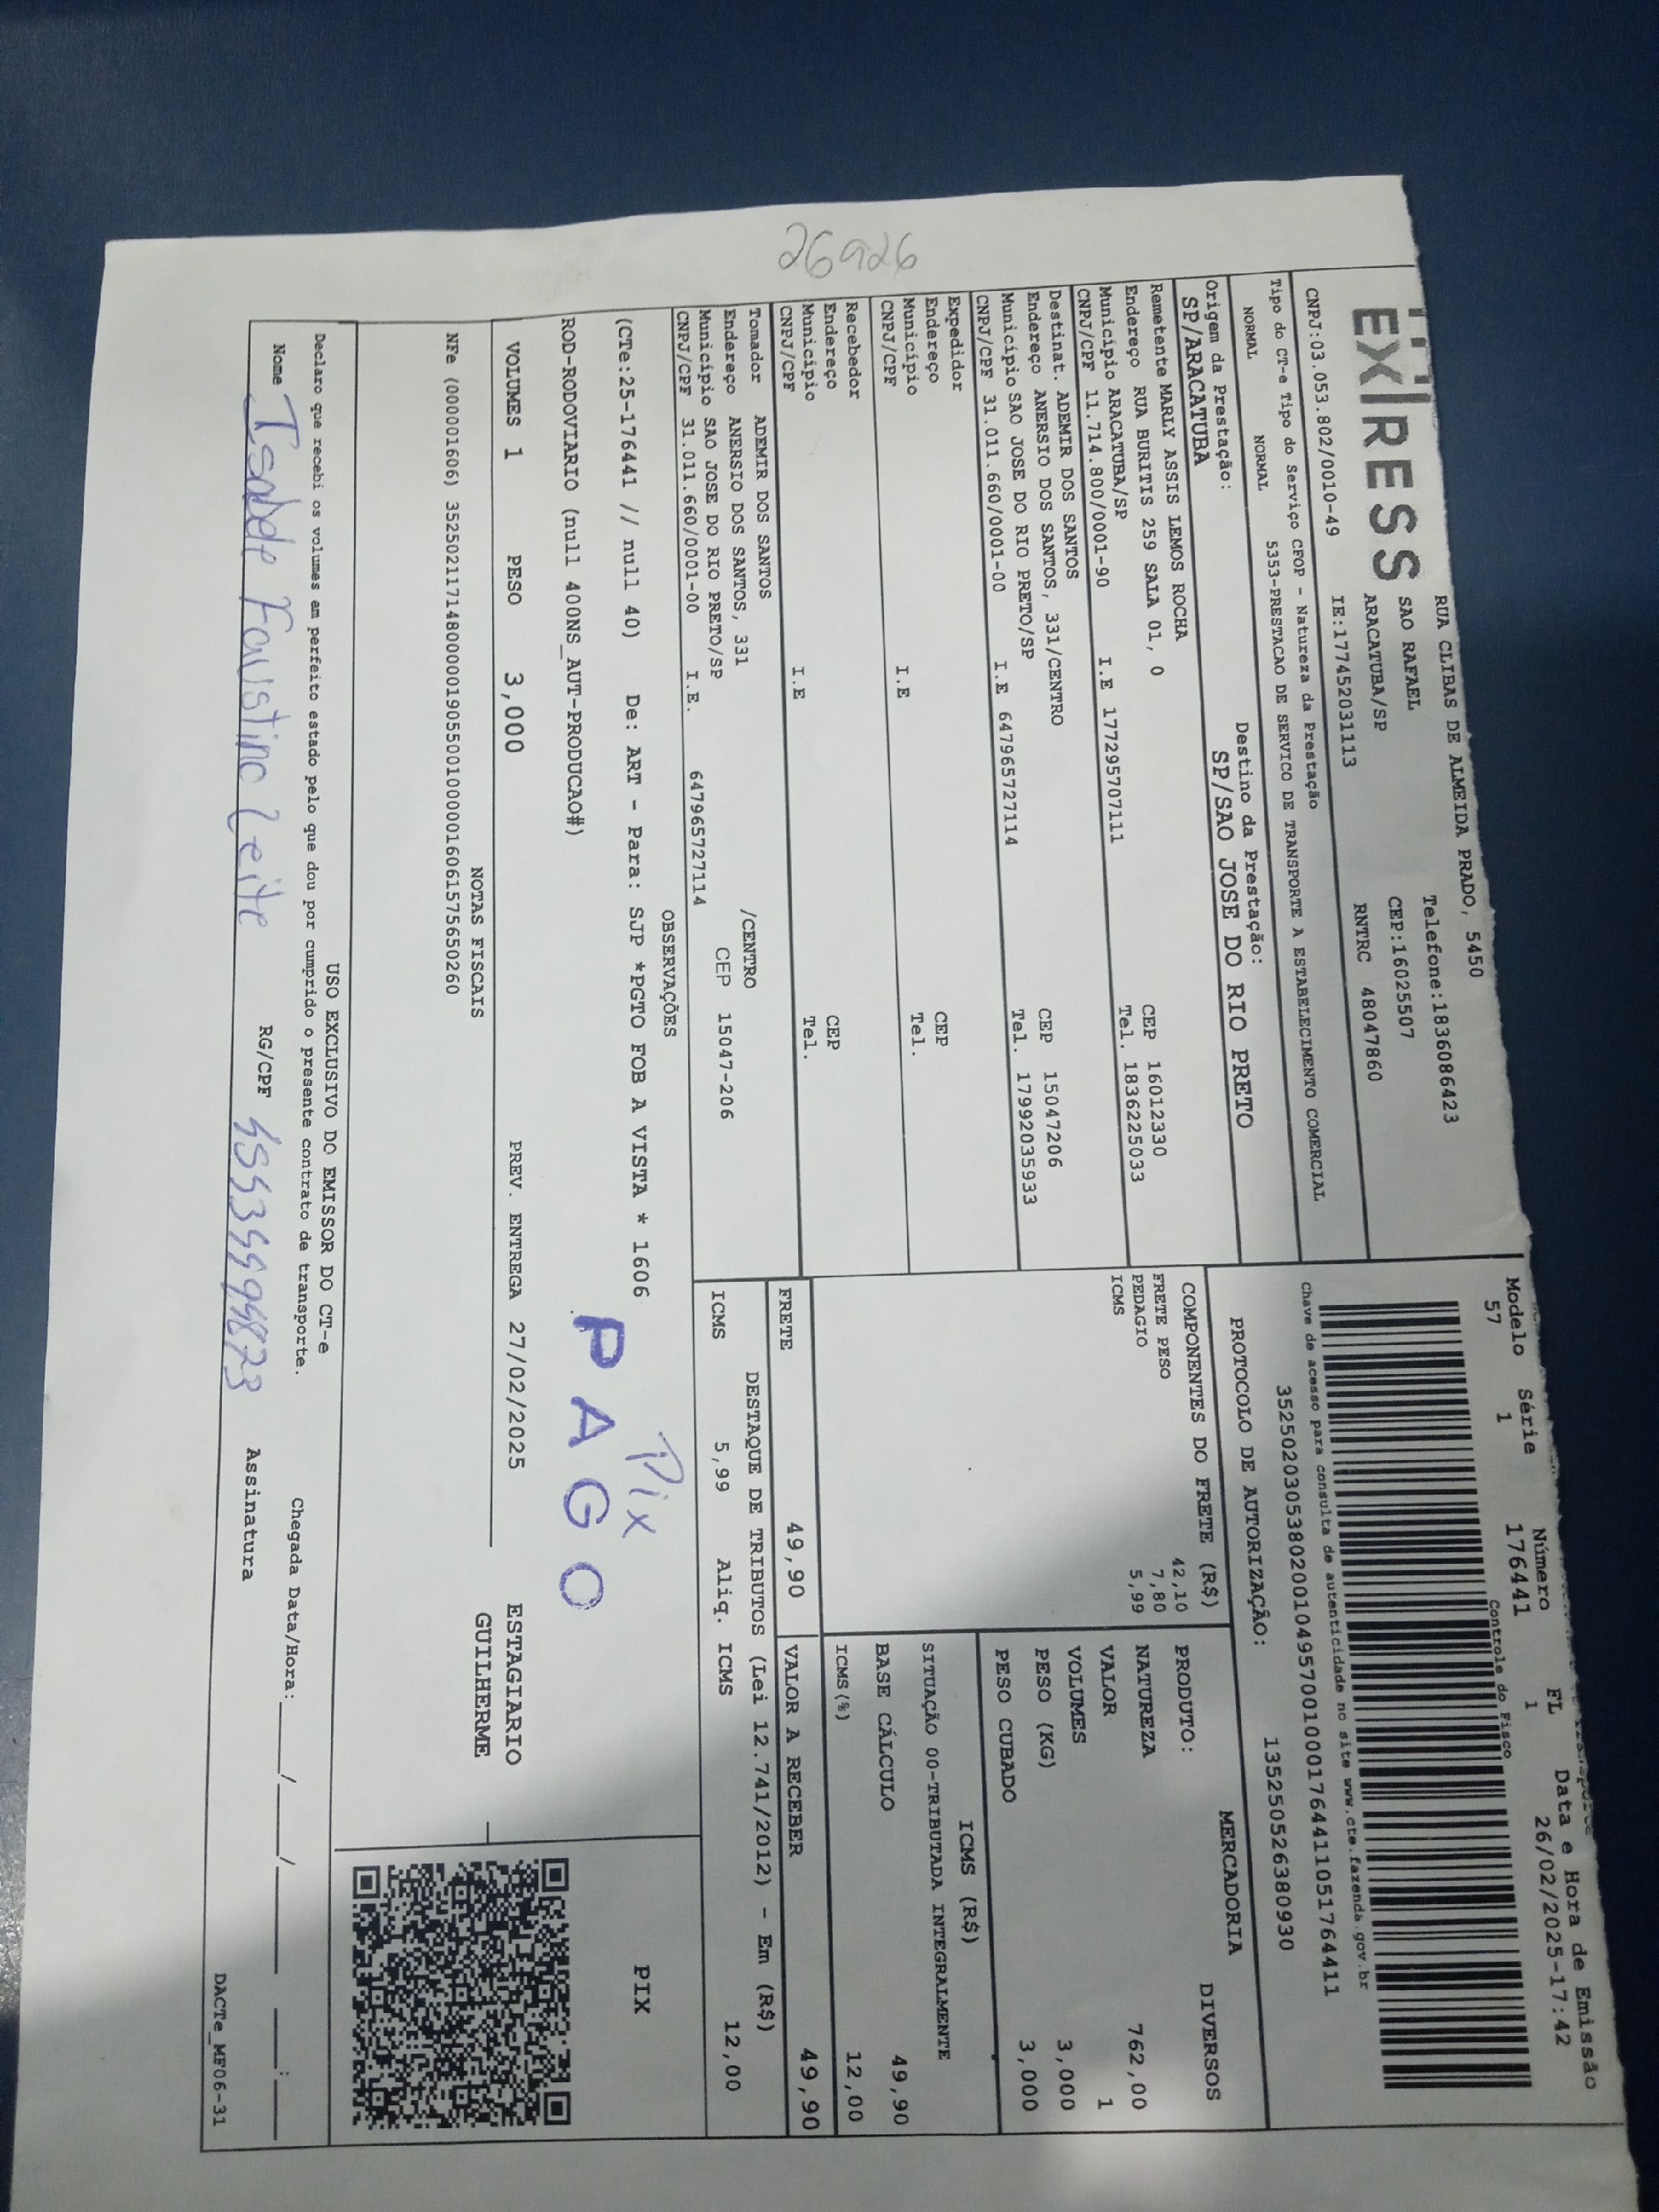 EXPRESS
RUA CLIBAS DE ALMEIDA PRADO, 5450
Telefone:1836086423
SAO RAFAEL CEP:16025507
ARACATUBA/SP RNTRC 48047860
CNPJ:03.053.802/0010-49 IE:177452031113
Tipo do CT-e Tipo do Serviço CFOP - Natureza da Prestação
NORMAL NORMAL 5353-PRESTACAO DE SERVICO DE TRANSPORTE A ESTABELECIMENTO COMERCIAL
Origem da Prestação: Destino da Prestação:
SP/ARACATUBA SP/SAO JOSE DO RIO PRETO
Remetente MARLY ASSIS LEMOS ROCHA
Endereço RUA BURITIS 259 SALA 01, 0 CEP 16012330
Município ARACATUBA/SP Tel. 1836225033
CNPJ/CPF 11.714.800/0001-90 I.E 177295707111
Destinat. ADEMIR DOS SANTOS
Endereço ANERSIO DOS SANTOS, 331/CENTRO CEP 15047206
Município SAO JOSE DO RIO PRETO/SP Tel. 17992035933
CNPJ/CPF 31.011.660/0001-00 I.E 647965727114
Expedidor
Endereço CEP
Município Tel.
CNPJ/CPF I.E
Recebedor
Endereço CEP
Município Tel.
CNPJ/CPF I.E
Tomador ADEMIR DOS SANTOS
Endereço ANERSIO DOS SANTOS, 331 /CENTRO
Município SAO JOSE DO RIO PRETO/SP CEP 15047-206
CNPJ/CPF 31.011.660/0001-00 I.E. 647965727114
Modelo Série Número FL Data e Hora de Emissão
57 1 176441 1 26/02/2025-17:42
Controle do Fisco
Chave de acesso para consulta de autenticidade no site www.cte.fazenda.gov.br
35250203053802001049570010001764411051764411
PROTOCOLO DE AUTORIZAÇÃO: 135250526380930
COMPONENTES DO FRETE (R$)
FRETE PESO 42,10
PEDAGIO 7,80
ICMS 5,99
MERCADORIA
PRODUTO: DIVERSOS
NATUREZA
VALOR 762,00
VOLUMES 1
PESO (KG) 3,000
PESO CUBADO 3,000
ICMS (R$)
SITUAÇÃO 00-TRIBUTADA INTEGRALMENTE
BASE CÁLCULO 49,90
ICMS(%) 12,00
FRETE 49,90 VALOR A RECEBER 49,90
DESTAQUE DE TRIBUTOS (Lei 12.741/2012) - Em (R$)
ICMS 5,99 Aliq. ICMS 12,00
OBSERVAÇÕES
(CTe:25-176441 // null 40) De: ART - Para: SJP *PGTO FOB A VISTA * 1606
Pix
PAGO
ROD-RODOVIARIO (null 400NS_AUT-PRODUCAO#)
PIX
VOLUMES 1 PESO 3,000 PREV. ENTREGA 27/02/2025 ESTAGIARIO
GUILHERME
NOTAS FISCAIS
NFe (000001606) 35250211714800000190550010000016061575650260
USO EXCLUSIVO DO EMISSOR DO CT-e
Declaro que recebi os volumes em perfeito estado pelo que dou por cumprido o presente contrato de transporte.
Chegada Data/Hora: ____/____/____ ___:___
Nome Isabela Faustino Leite RG/CPF Assinatura
DACTe_MF06-31
26926